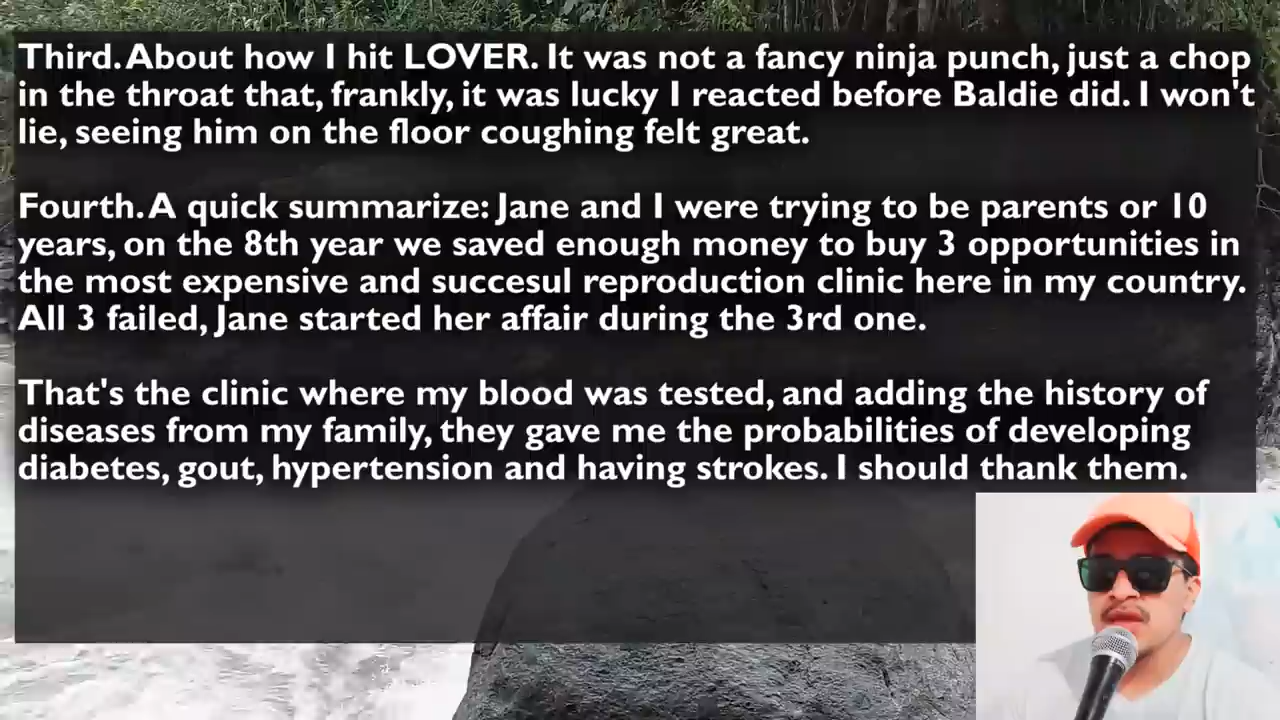 Third. About how I hit LOVER. It was not a fancy ninja punch, just a chop
in the throat that, frankly, it was lucky I reacted before Baldie did. I won't
lie, seeing him on the floor coughing felt great.
Fourth. A quick summarize: Jane and I were trying to be parents or 10
years, on the 8th year we saved enough money to buy 3 opportunities in
the most expensive and succesul reproduction clinic here in my country.
All 3 failed, Jane started her affair during the 3rd one.
That's the clinic where my blood was tested, and adding the history of
diseases from my family, they gave me the probabilities of developing
diabetes, gout, hypertension and having strokes. I should thank them.